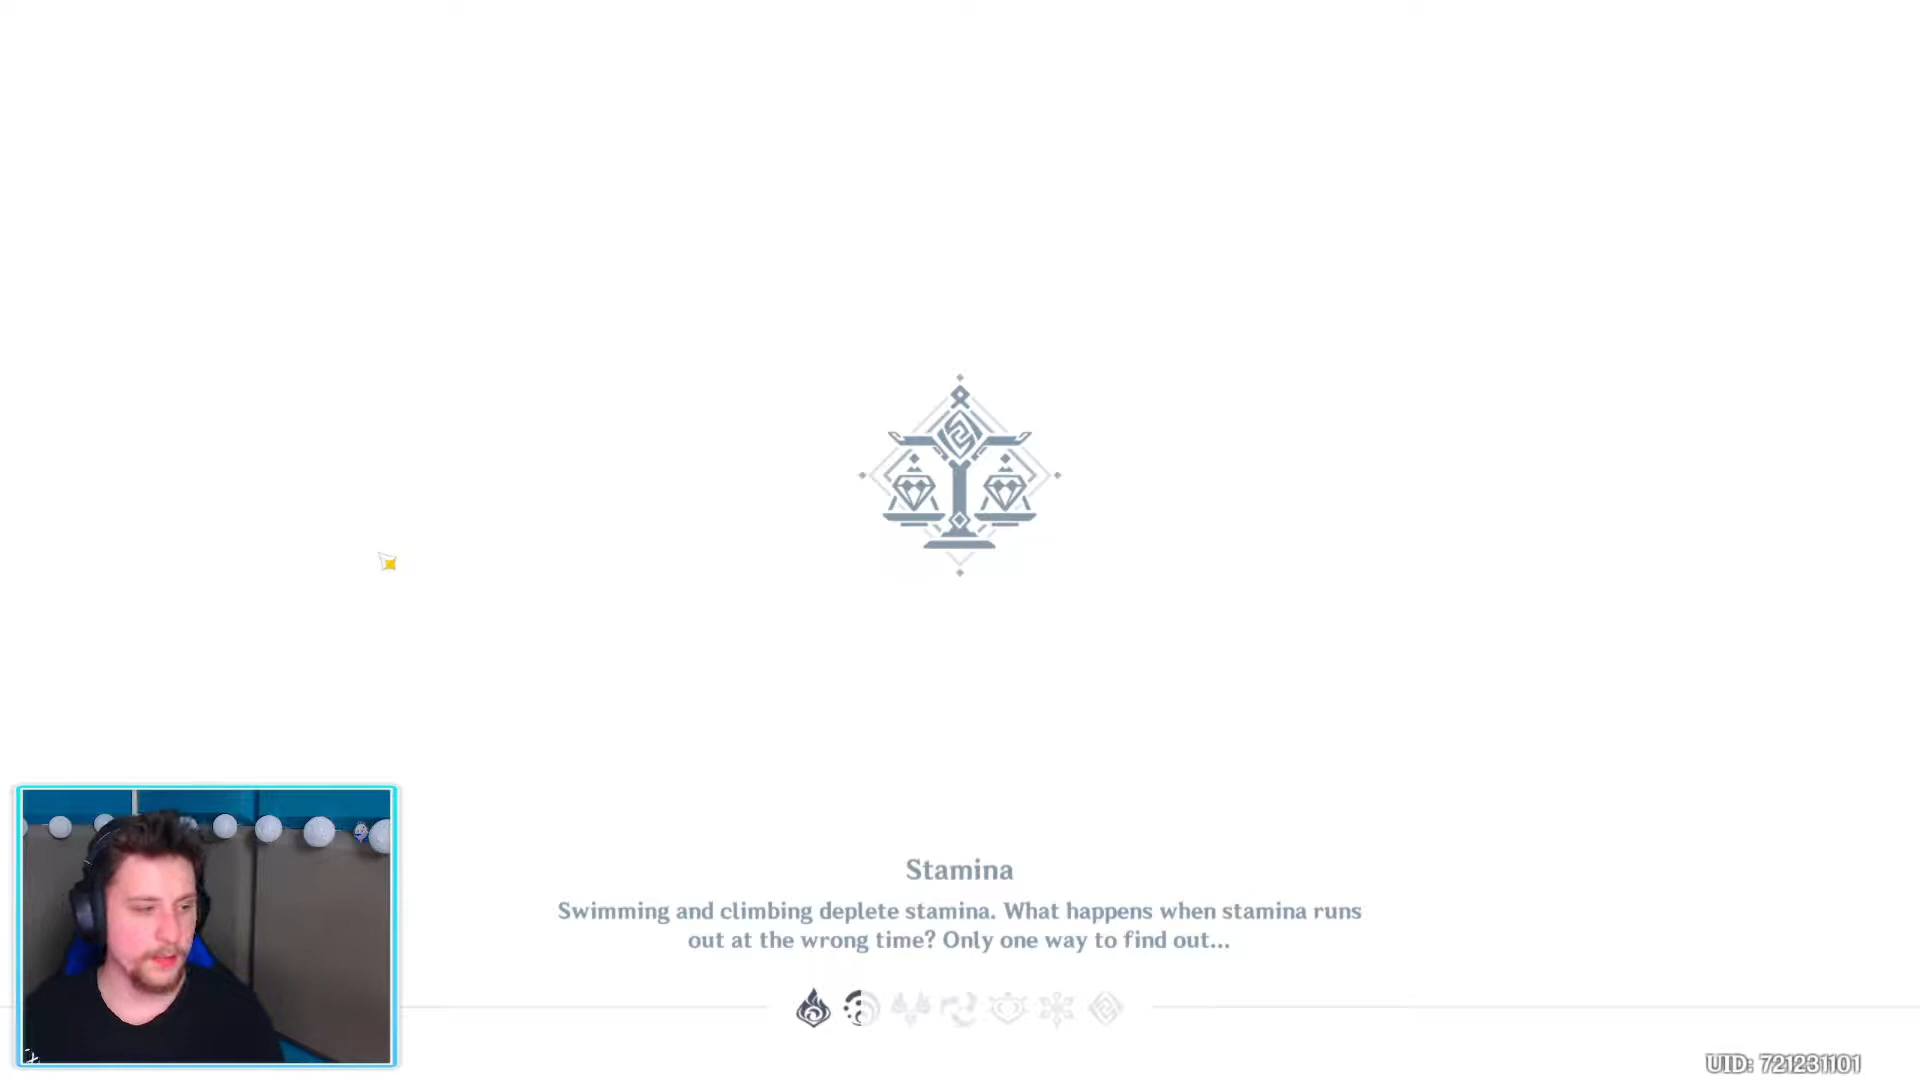 Stamina
Swimming and climbing deplete stamina. What happens when stamina runs
out at the wrong time? Only one way to find out...
UID: 721231101